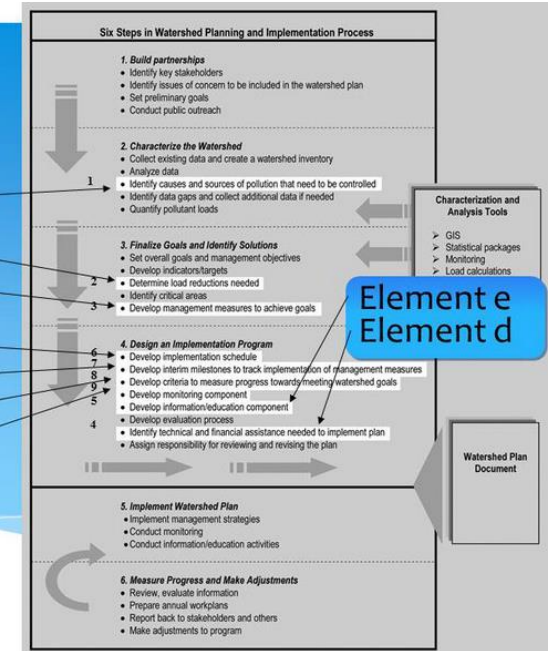 Six Steps in Watershed Planning and Implementation Process
1. Build partnerships
• Identify key stakeholders
• Identify issues of concern to be included in the watershed plan
• Set preliminary goals
• Conduct public outreach
2. Characterize the Watershed
• Collect existing data and create a watershed inventory
• Analyze data
1 • Identify causes and sources of pollution that need to be controlled
• Identify data gaps and collect additional data if needed
• Quantify pollutant loads
Characterization and
Analysis Tools
➢ GIS
➢ Statistical packages
➢ Monitoring
➢ Load calculations
3. Finalize Goals and Identify Solutions
• Set overall goals and management objectives
• Develop indicators/targets
2 • Determine load reductions needed
• Identify critical areas
3 • Develop management measures to achieve goals
Element e
Element d
4. Design an Implementation Program
6 • Develop implementation schedule
7 • Develop interim milestones to track implementation of management measures
8 • Develop criteria to measure progress towards meeting watershed goals
9 • Develop monitoring component
5 • Develop information/education component
• Develop evaluation process
4 • Identify technical and financial assistance needed to implement plan
• Assign responsibility for reviewing and revising the plan
Watershed Plan
Document
5. Implement Watershed Plan
• Implement management strategies
• Conduct monitoring
• Conduct information/education activities
6. Measure Progress and Make Adjustments
• Review, evaluate information
• Prepare annual workplans
• Report back to stakeholders and others
• Make adjustments to program